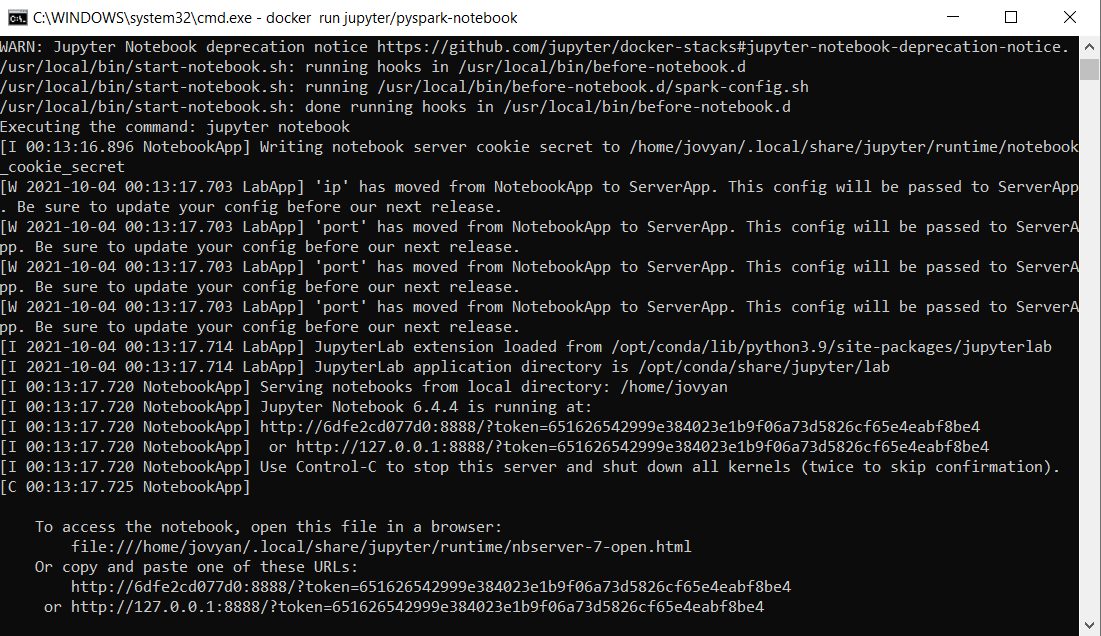 C:\WINDOWS\system32\cmd.exe - docker  run jupyter/pyspark-notebook
WARN: Jupyter Notebook deprecation notice https://github.com/jupyter/docker-stacks#jupyter-notebook-deprecation-notice.
/usr/local/bin/start-notebook.sh: running hooks in /usr/local/bin/before-notebook.d
/usr/local/bin/start-notebook.sh: running /usr/local/bin/before-notebook.d/spark-config.sh
/usr/local/bin/start-notebook.sh: done running hooks in /usr/local/bin/before-notebook.d
Executing the command: jupyter notebook
[I 00:13:16.896 NotebookApp] Writing notebook server cookie secret to /home/jovyan/.local/share/jupyter/runtime/notebook
_cookie_secret
[W 2021-10-04 00:13:17.703 LabApp] 'ip' has moved from NotebookApp to ServerApp. This config will be passed to ServerApp
. Be sure to update your config before our next release.
[W 2021-10-04 00:13:17.703 LabApp] 'port' has moved from NotebookApp to ServerApp. This config will be passed to ServerA
pp. Be sure to update your config before our next release.
[W 2021-10-04 00:13:17.703 LabApp] 'port' has moved from NotebookApp to ServerApp. This config will be passed to ServerA
pp. Be sure to update your config before our next release.
[W 2021-10-04 00:13:17.703 LabApp] 'port' has moved from NotebookApp to ServerApp. This config will be passed to ServerA
pp. Be sure to update your config before our next release.
[I 2021-10-04 00:13:17.714 LabApp] JupyterLab extension loaded from /opt/conda/lib/python3.9/site-packages/jupyterlab
[I 2021-10-04 00:13:17.714 LabApp] JupyterLab application directory is /opt/conda/share/jupyter/lab
[I 00:13:17.720 NotebookApp] Serving notebooks from local directory: /home/jovyan
[I 00:13:17.720 NotebookApp] Jupyter Notebook 6.4.4 is running at:
[I 00:13:17.720 NotebookApp] http://6dfe2cd077d0:8888/?token=651626542999e384023e1b9f06a73d5826cf65e4eabf8be4
[I 00:13:17.720 NotebookApp]  or http://127.0.0.1:8888/?token=651626542999e384023e1b9f06a73d5826cf65e4eabf8be4
[I 00:13:17.720 NotebookApp] Use Control-C to stop this server and shut down all kernels (twice to skip confirmation).
[C 00:13:17.725 NotebookApp]
To access the notebook, open this file in a browser:
file:///home/jovyan/.local/share/jupyter/runtime/nbserver-7-open.html
Or copy and paste one of these URLs:
http://6dfe2cd077d0:8888/?token=651626542999e384023e1b9f06a73d5826cf65e4eabf8be4
or http://127.0.0.1:8888/?token=651626542999e384023e1b9f06a73d5826cf65e4eabf8be4